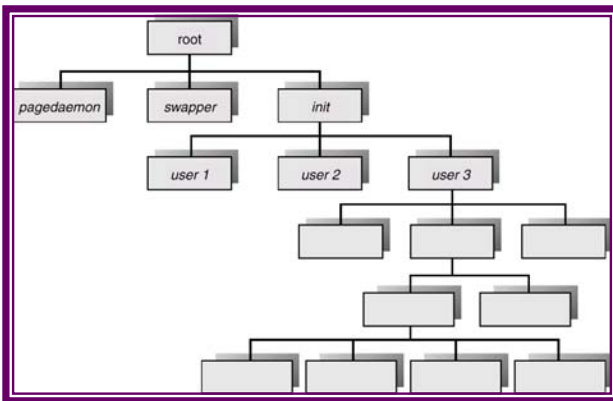 root
pagedaemon swapper init
user 1 user 2 user 3